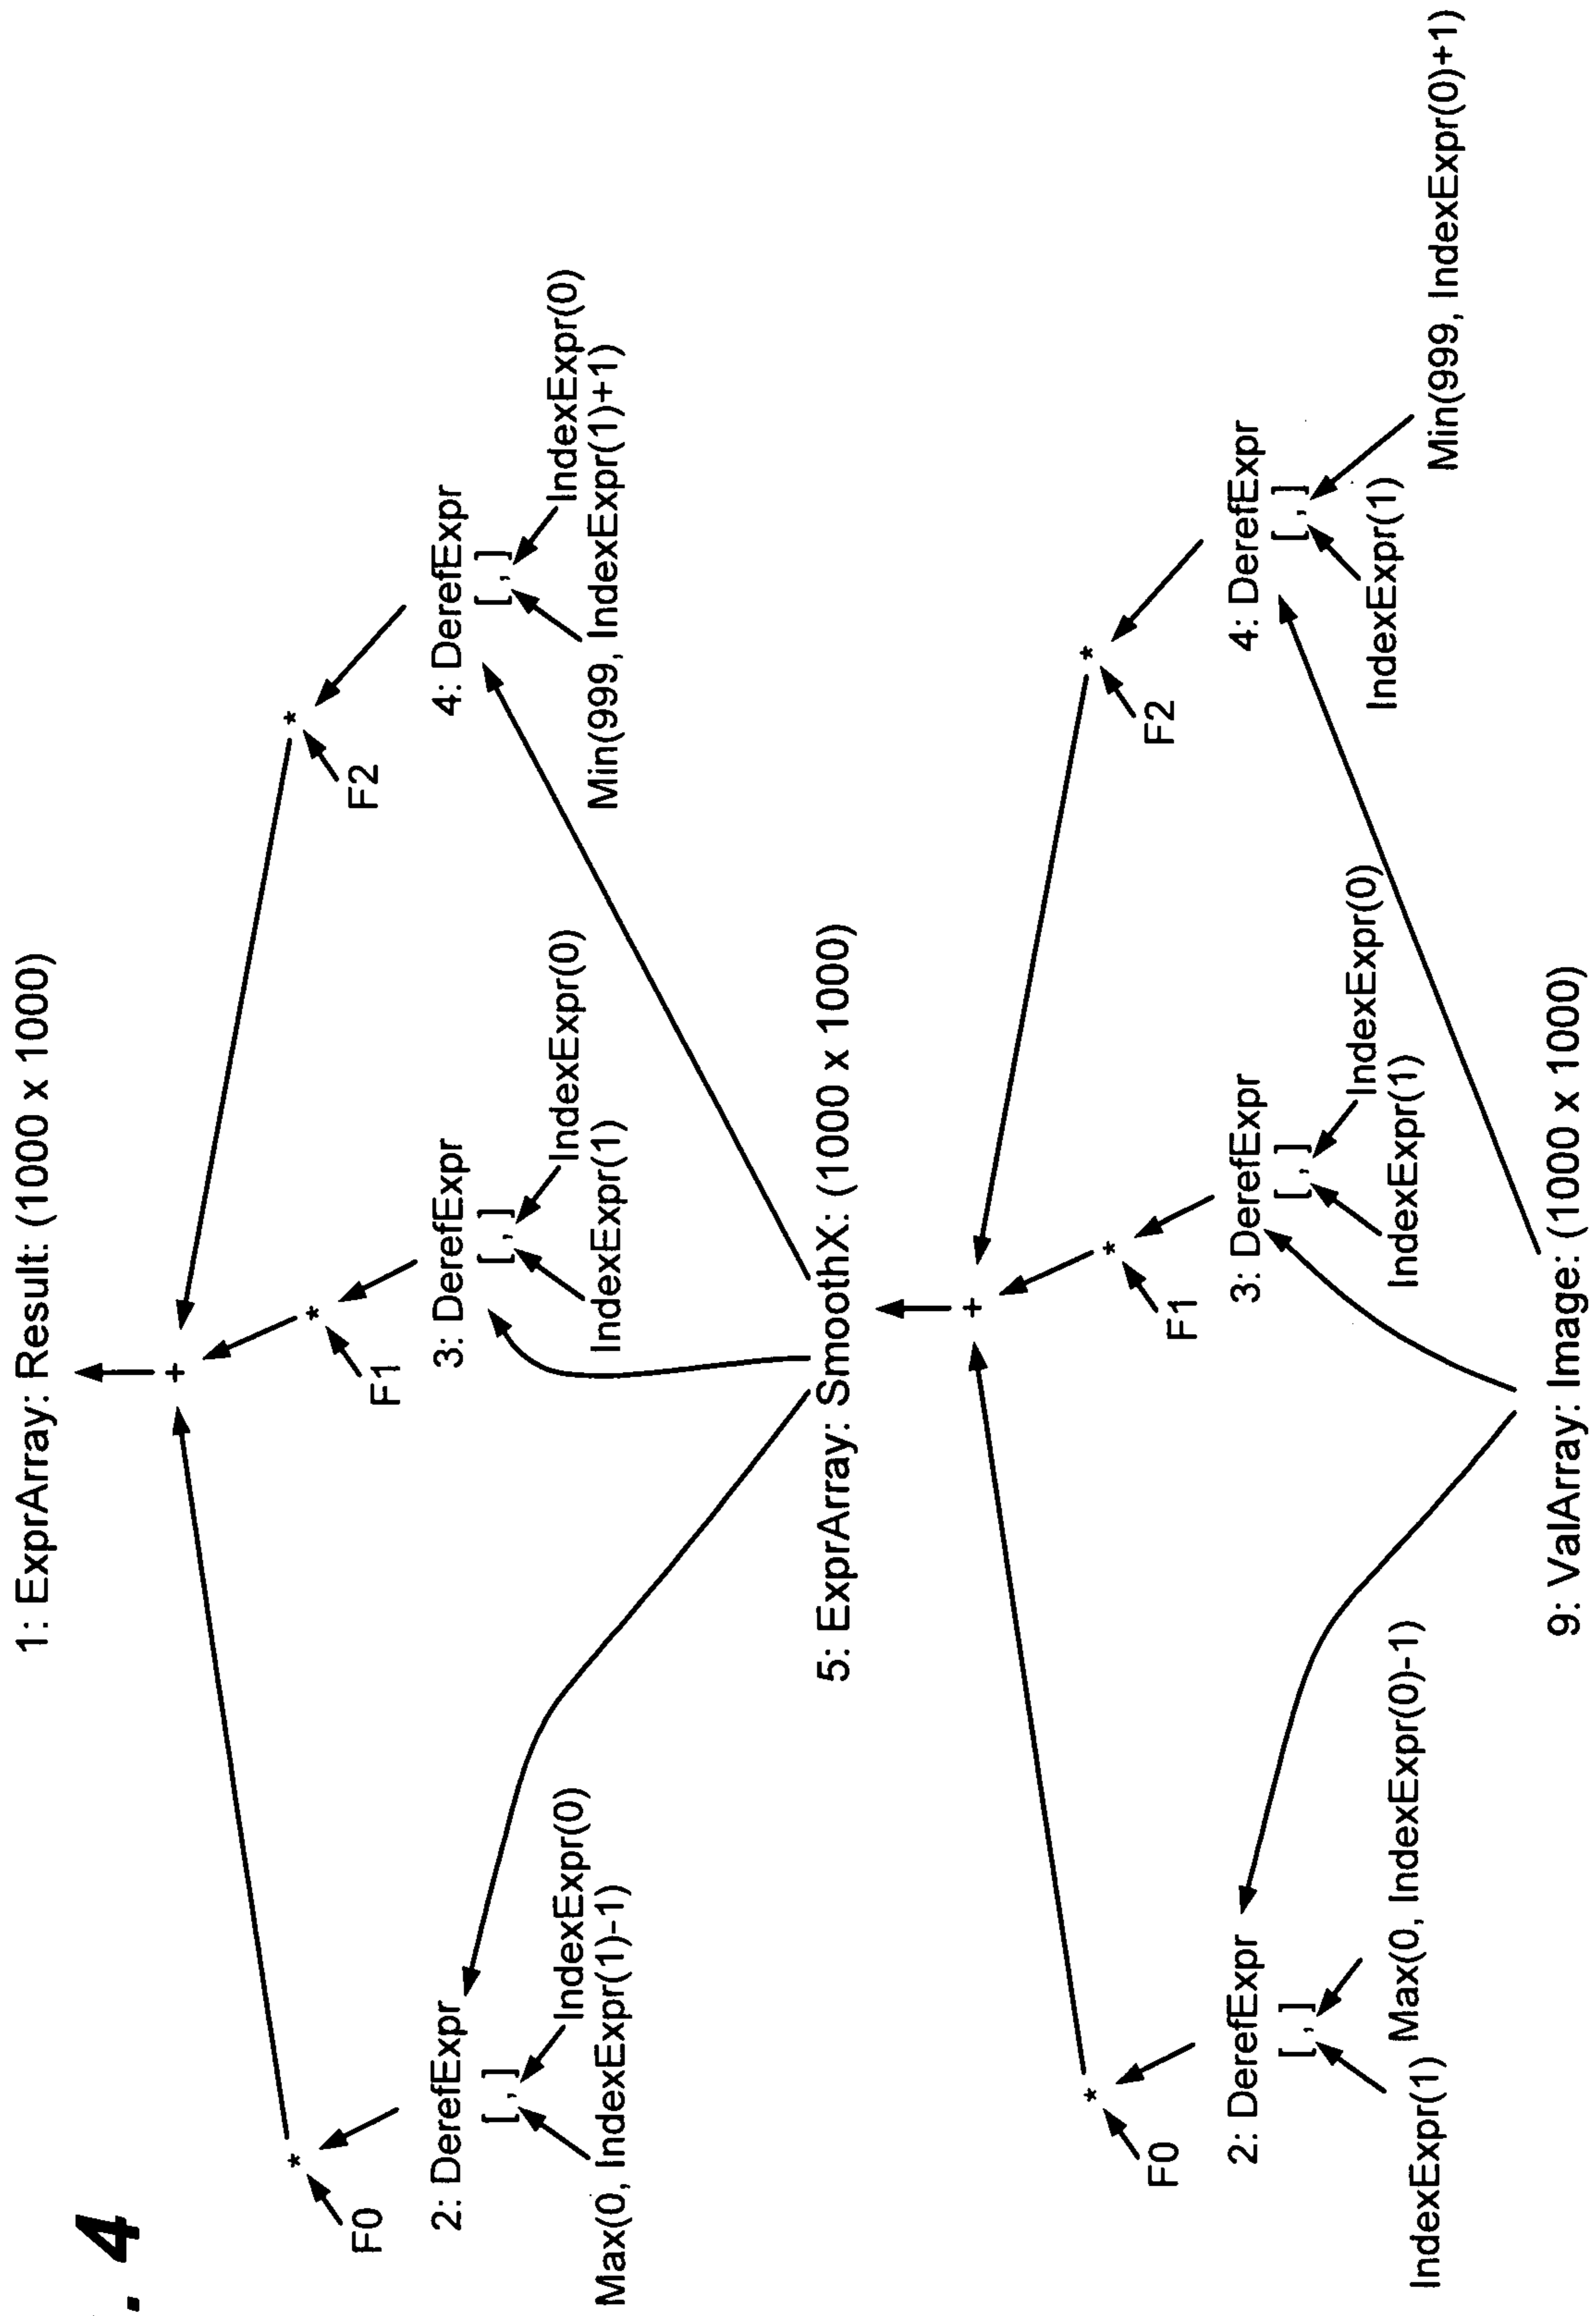 . 4
1: ExprArray: Result: (1000 x 1000)
+
*
F0
*
F1
*
F2
2: DerefExpr
[ , ]
IndexExpr(0)
Max(0, IndexExpr(1)-1)
3: DerefExpr
[ , ]
IndexExpr(0)
IndexExpr(1)
4: DerefExpr
[ , ]
IndexExpr(0)
Min(999, IndexExpr(1)+1)
5: ExprArray: SmoothX: (1000 x 1000)
+
*
F0
*
F1
*
F2
2: DerefExpr
[ , ]
Max(0, IndexExpr(0)-1)
IndexExpr(1)
3: DerefExpr
[ , ]
IndexExpr(0)
IndexExpr(1)
4: DerefExpr
[ , ]
IndexExpr(1)
Min(999, IndexExpr(0)+1)
9: ValArray: Image: (1000 x 1000)